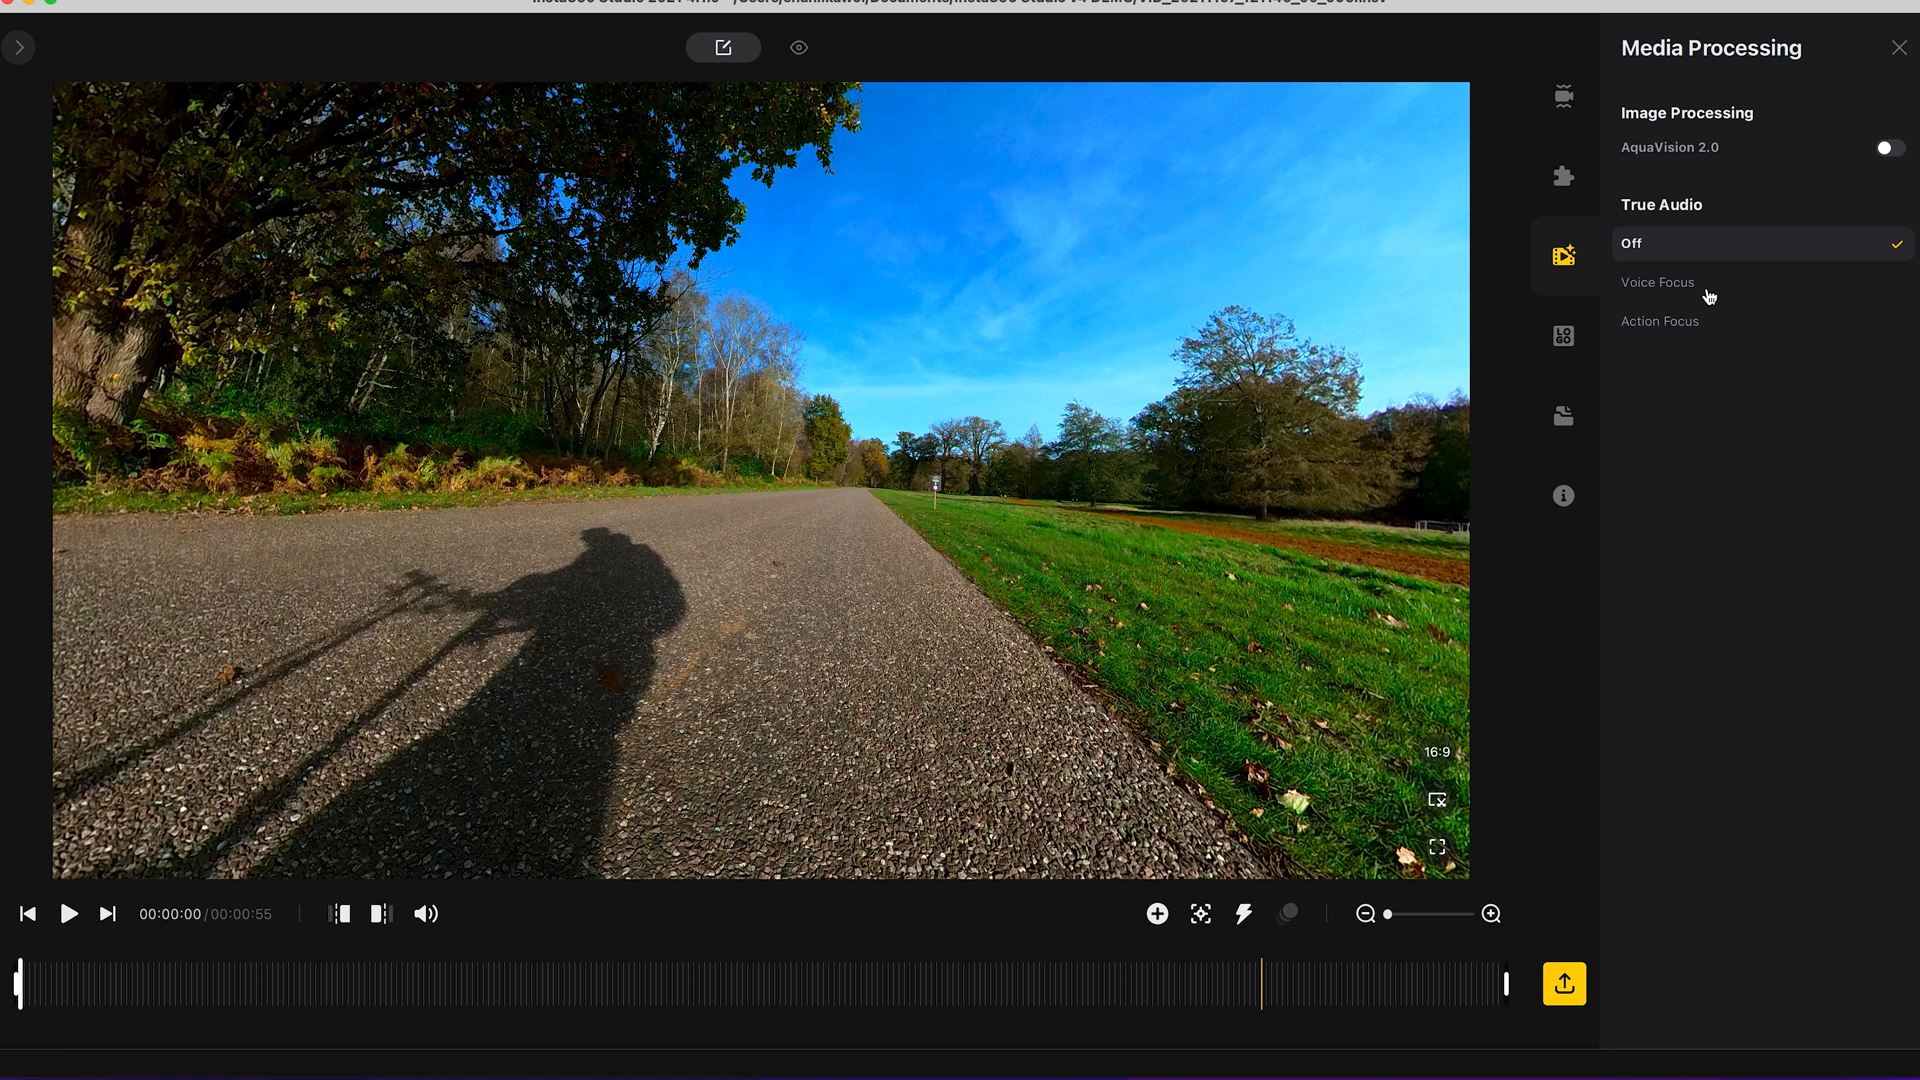 Media Processing
Image Processing
AquaVision 2.0
True Audio
Off
Voice Focus
Action Focus
LOGO
16:9
00:00:00 / 00:00:55